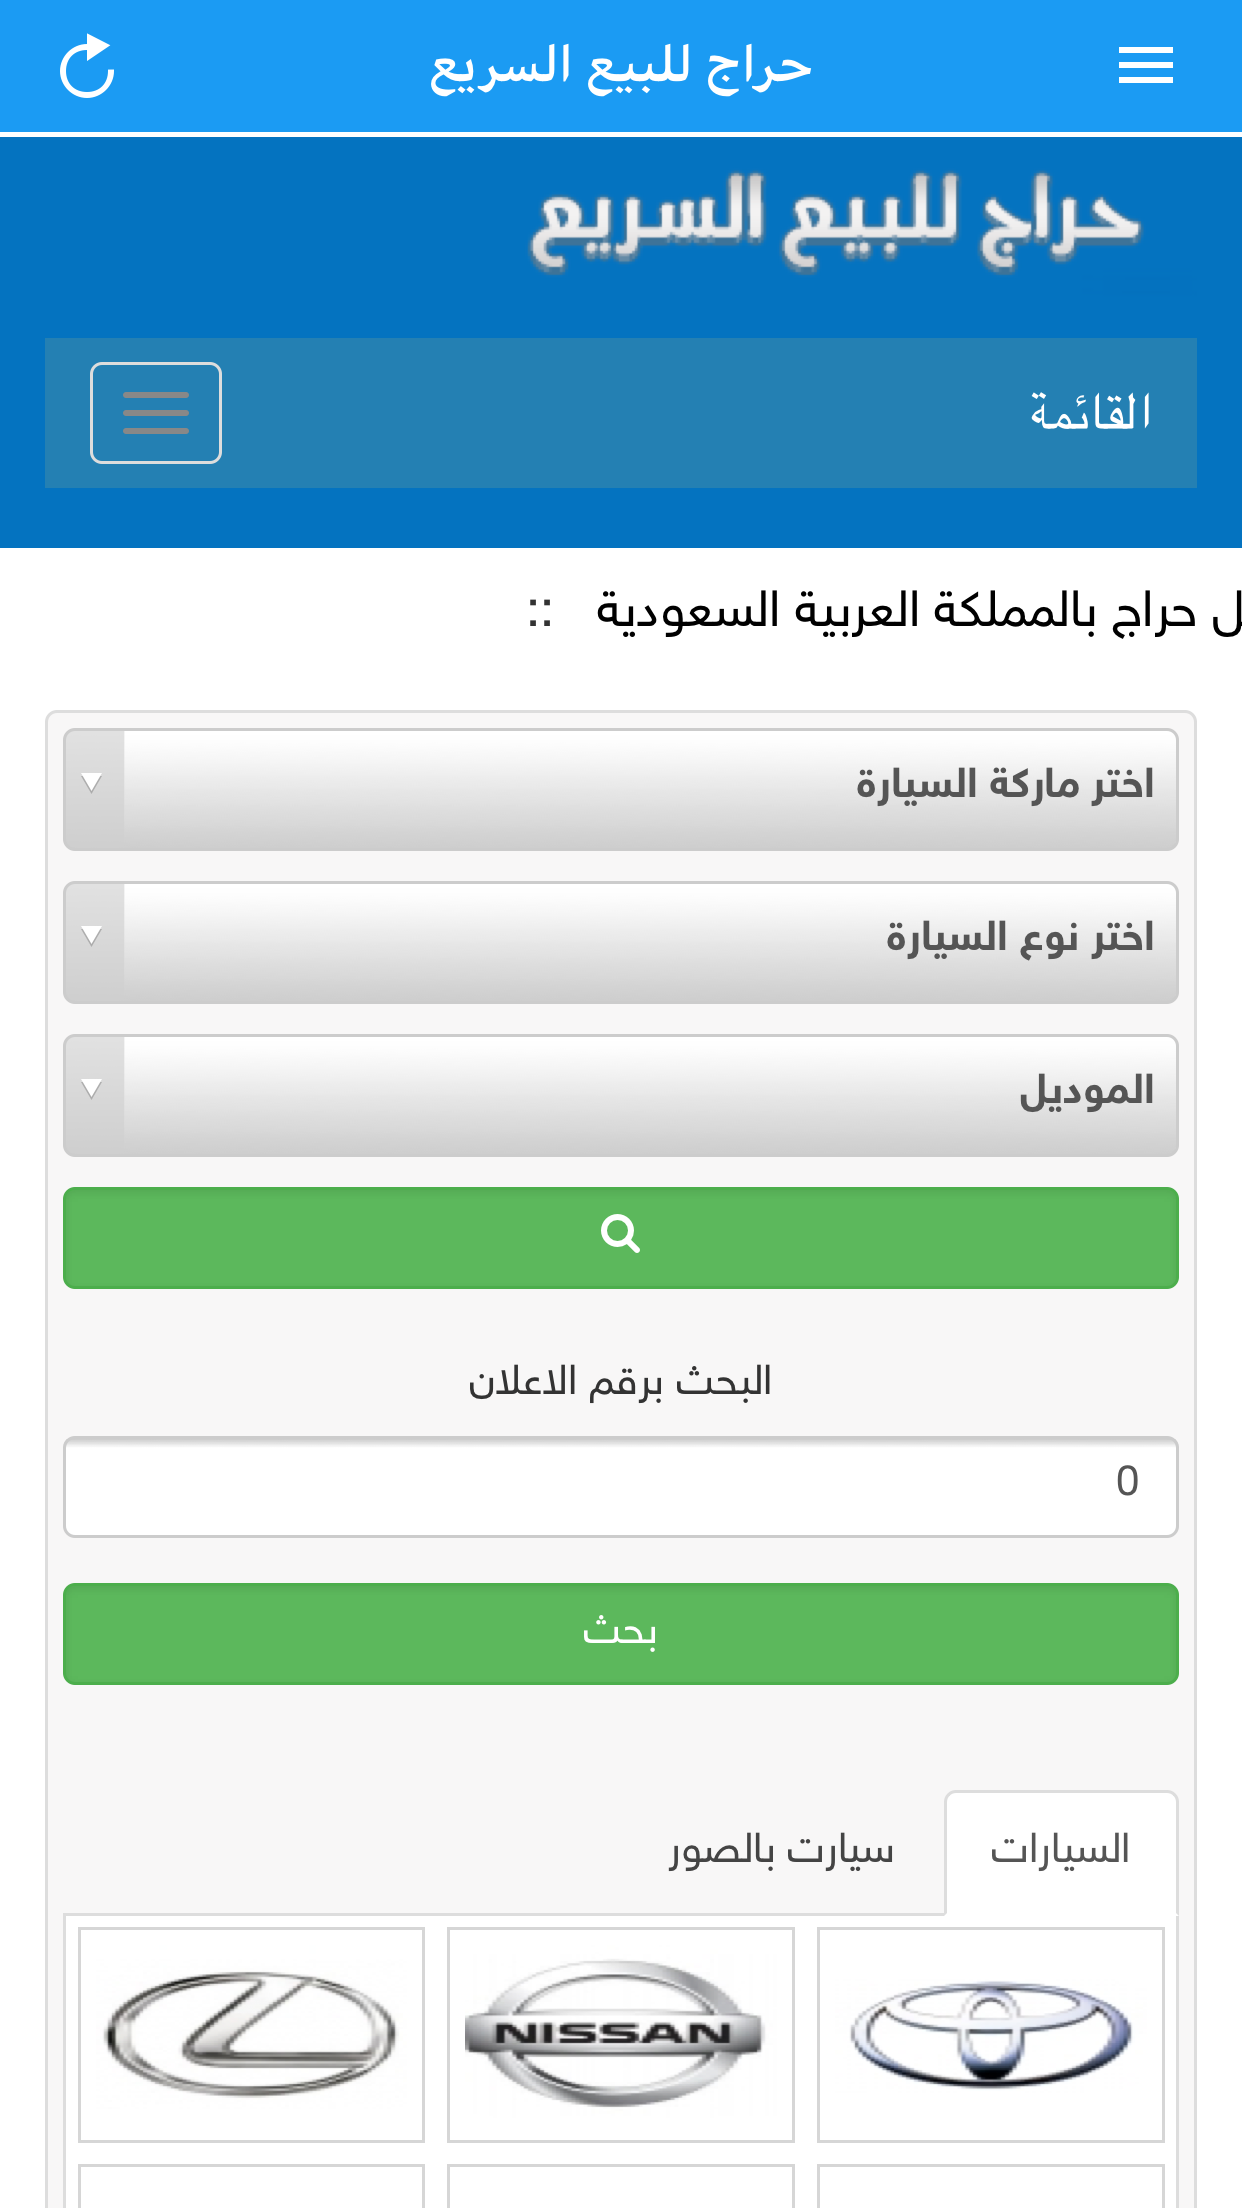 حراج للبيع السريع
حراج للبيع السريع
القائمة
ل حراج بالمملكة العربية السعودية ::
اختر ماركة السيارة
اختر نوع السيارة
الموديل
البحث برقم الاعلان
0
بحث
السيارات
سيارت بالصور
NISSAN